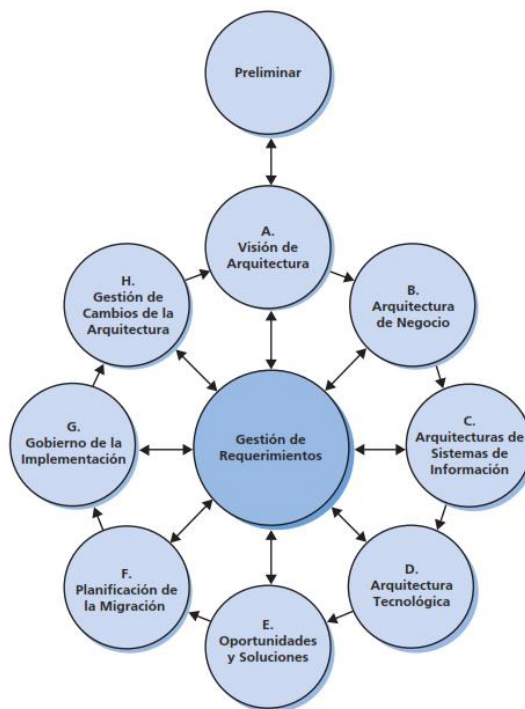 Preliminar
A.
Visión de
Arquitectura
B.
Arquitectura
de Negocio
C.
Arquitecturas de
Sistemas de
Información
D.
Arquitectura
Tecnológica
E.
Oportunidades
y Soluciones
F.
Planificación de
la Migración
G.
Gobierno de la
Implementación
H.
Gestión de
Cambios de la
Arquitectura
Gestión de
Requerimientos